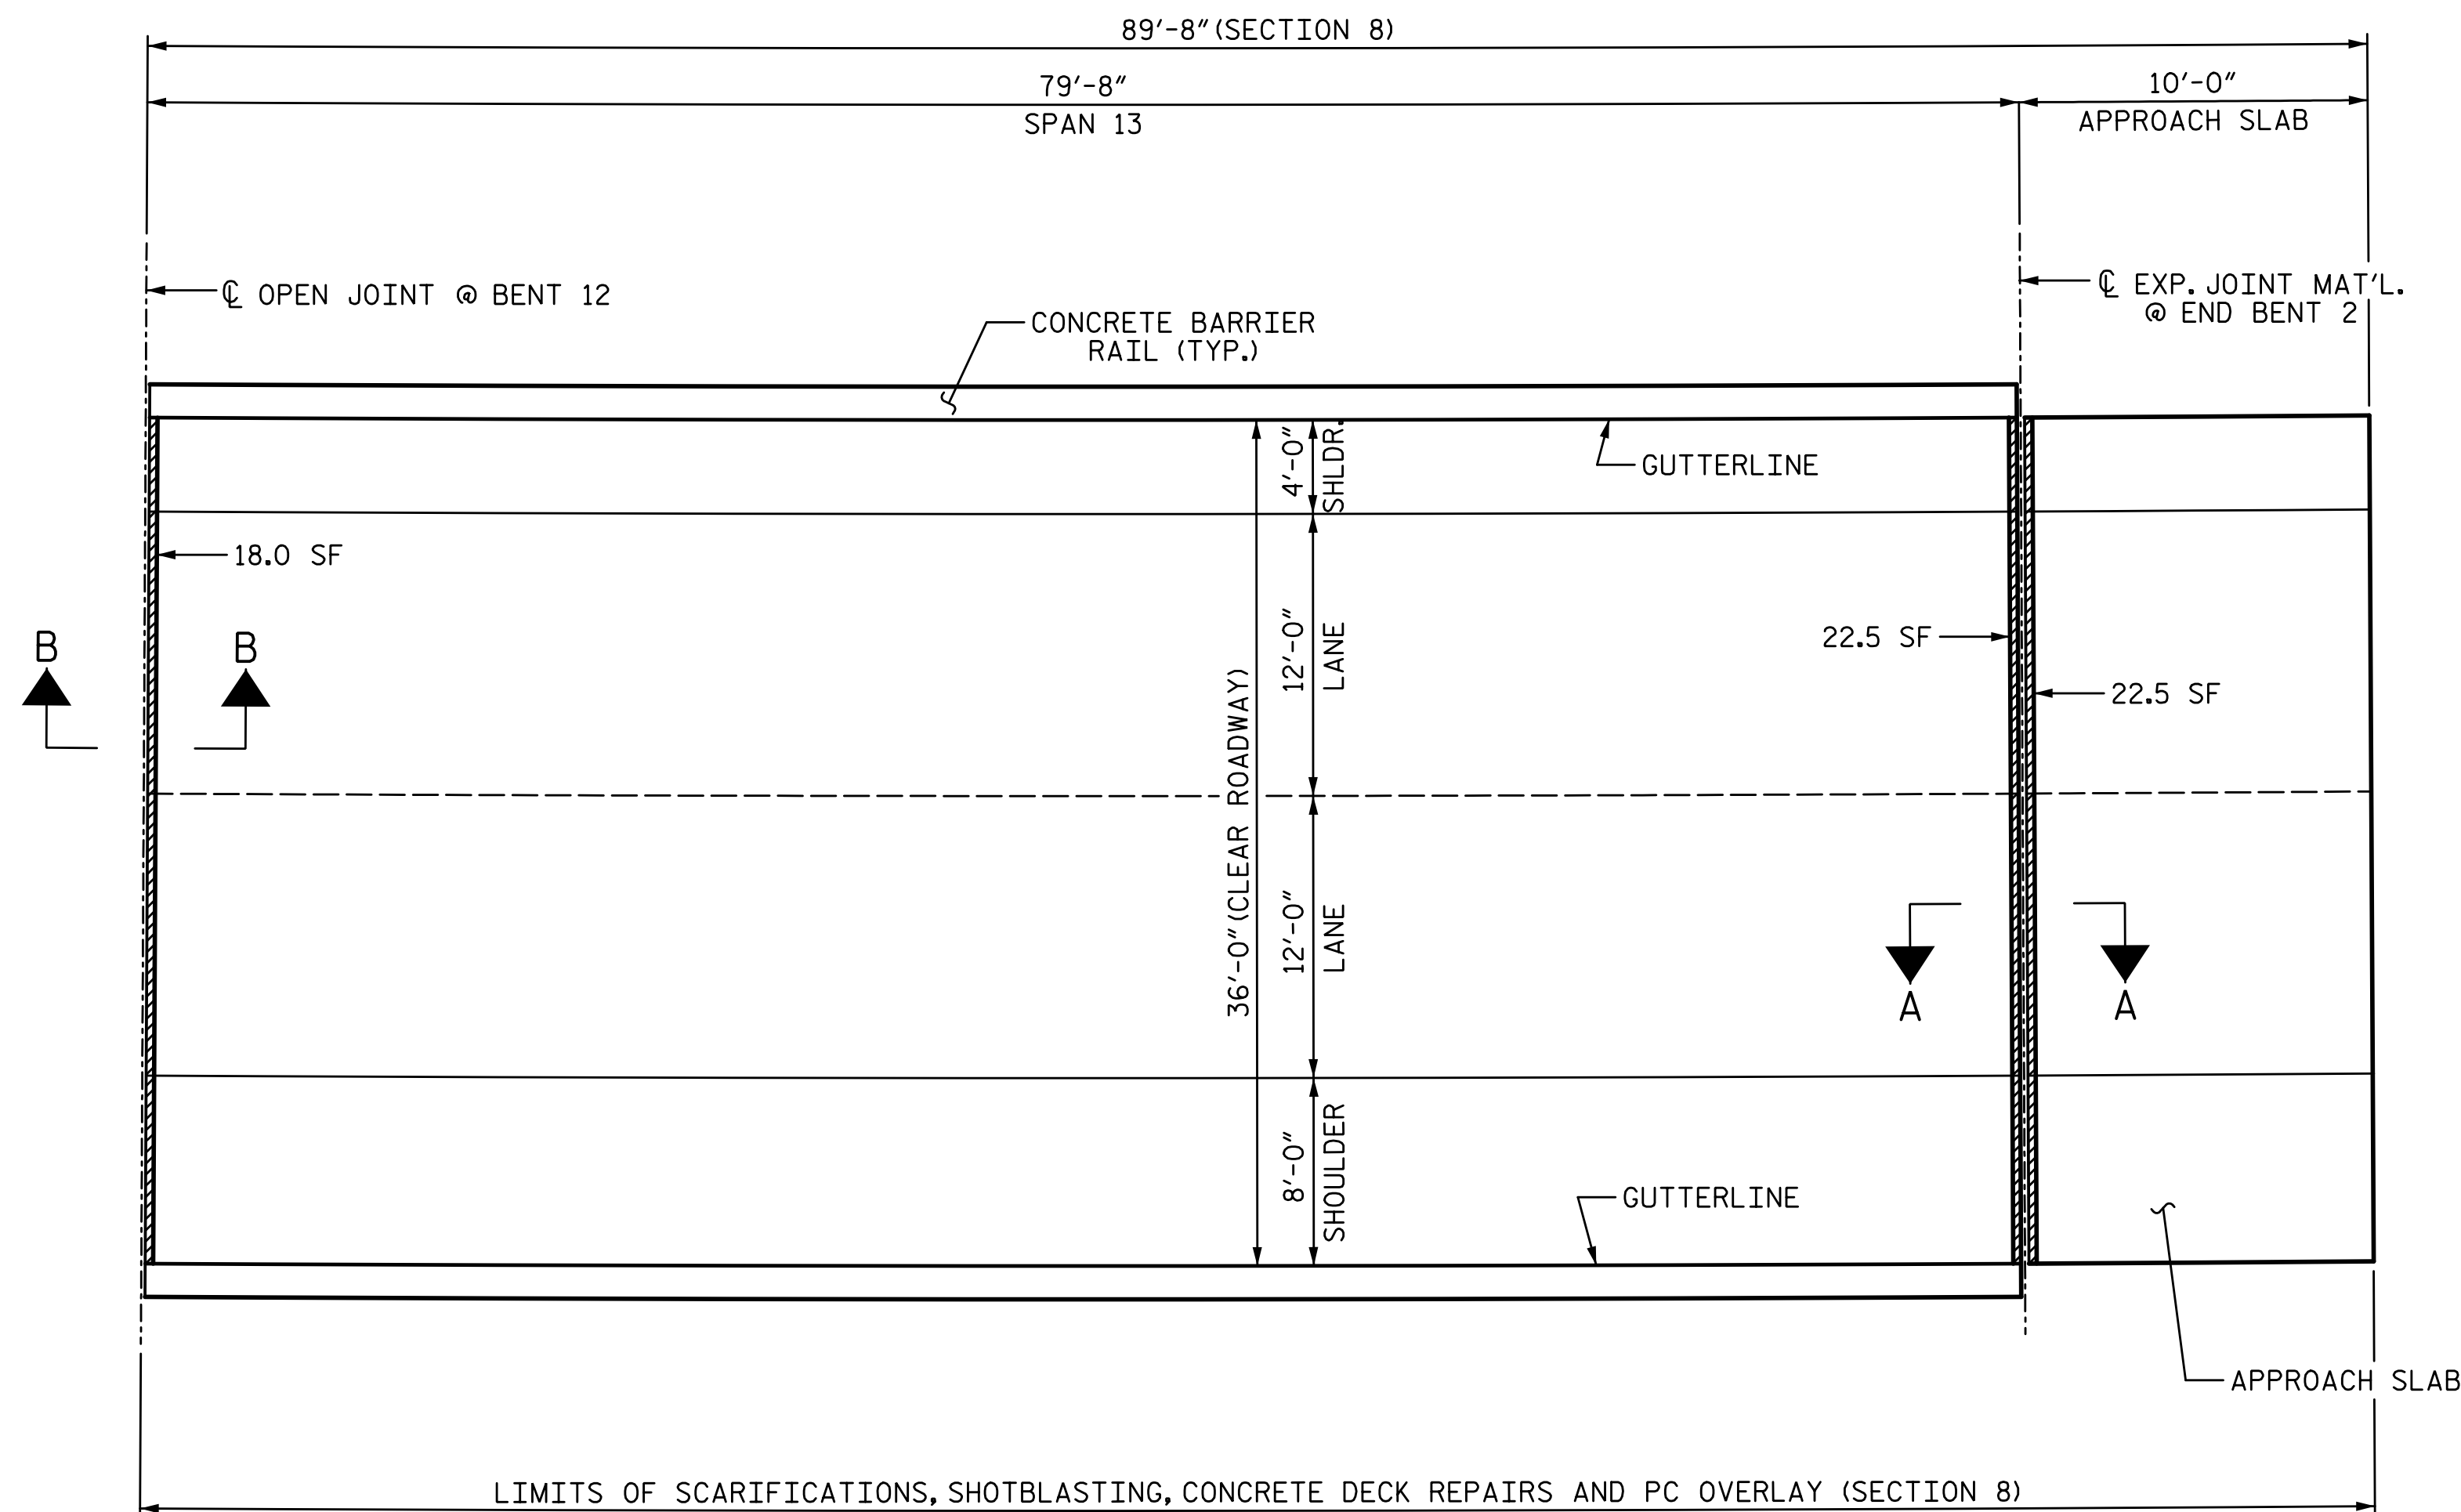 89'-8" (SECTION 8)
79'-8"
SPAN 13
10'-0"
APPROACH SLAB
℄ OPEN JOINT @ BENT 12
℄ EXP. JOINT MAT'L.
@ END BENT 2
CONCRETE BARRIER
RAIL (TYP.)
4'-0"
SHLDR.
GUTTERLINE
18.0 SF
12'-0"
LANE
22.5 SF
22.5 SF
B
B
36'-0" (CLEAR ROADWAY)
12'-0"
LANE
A
A
8'-0"
SHOULDER
GUTTERLINE
APPROACH SLAB
LIMITS OF SCARIFICATIONS, SHOTBLASTING, CONCRETE DECK REPAIRS AND PC OVERLAY (SECTION 8)